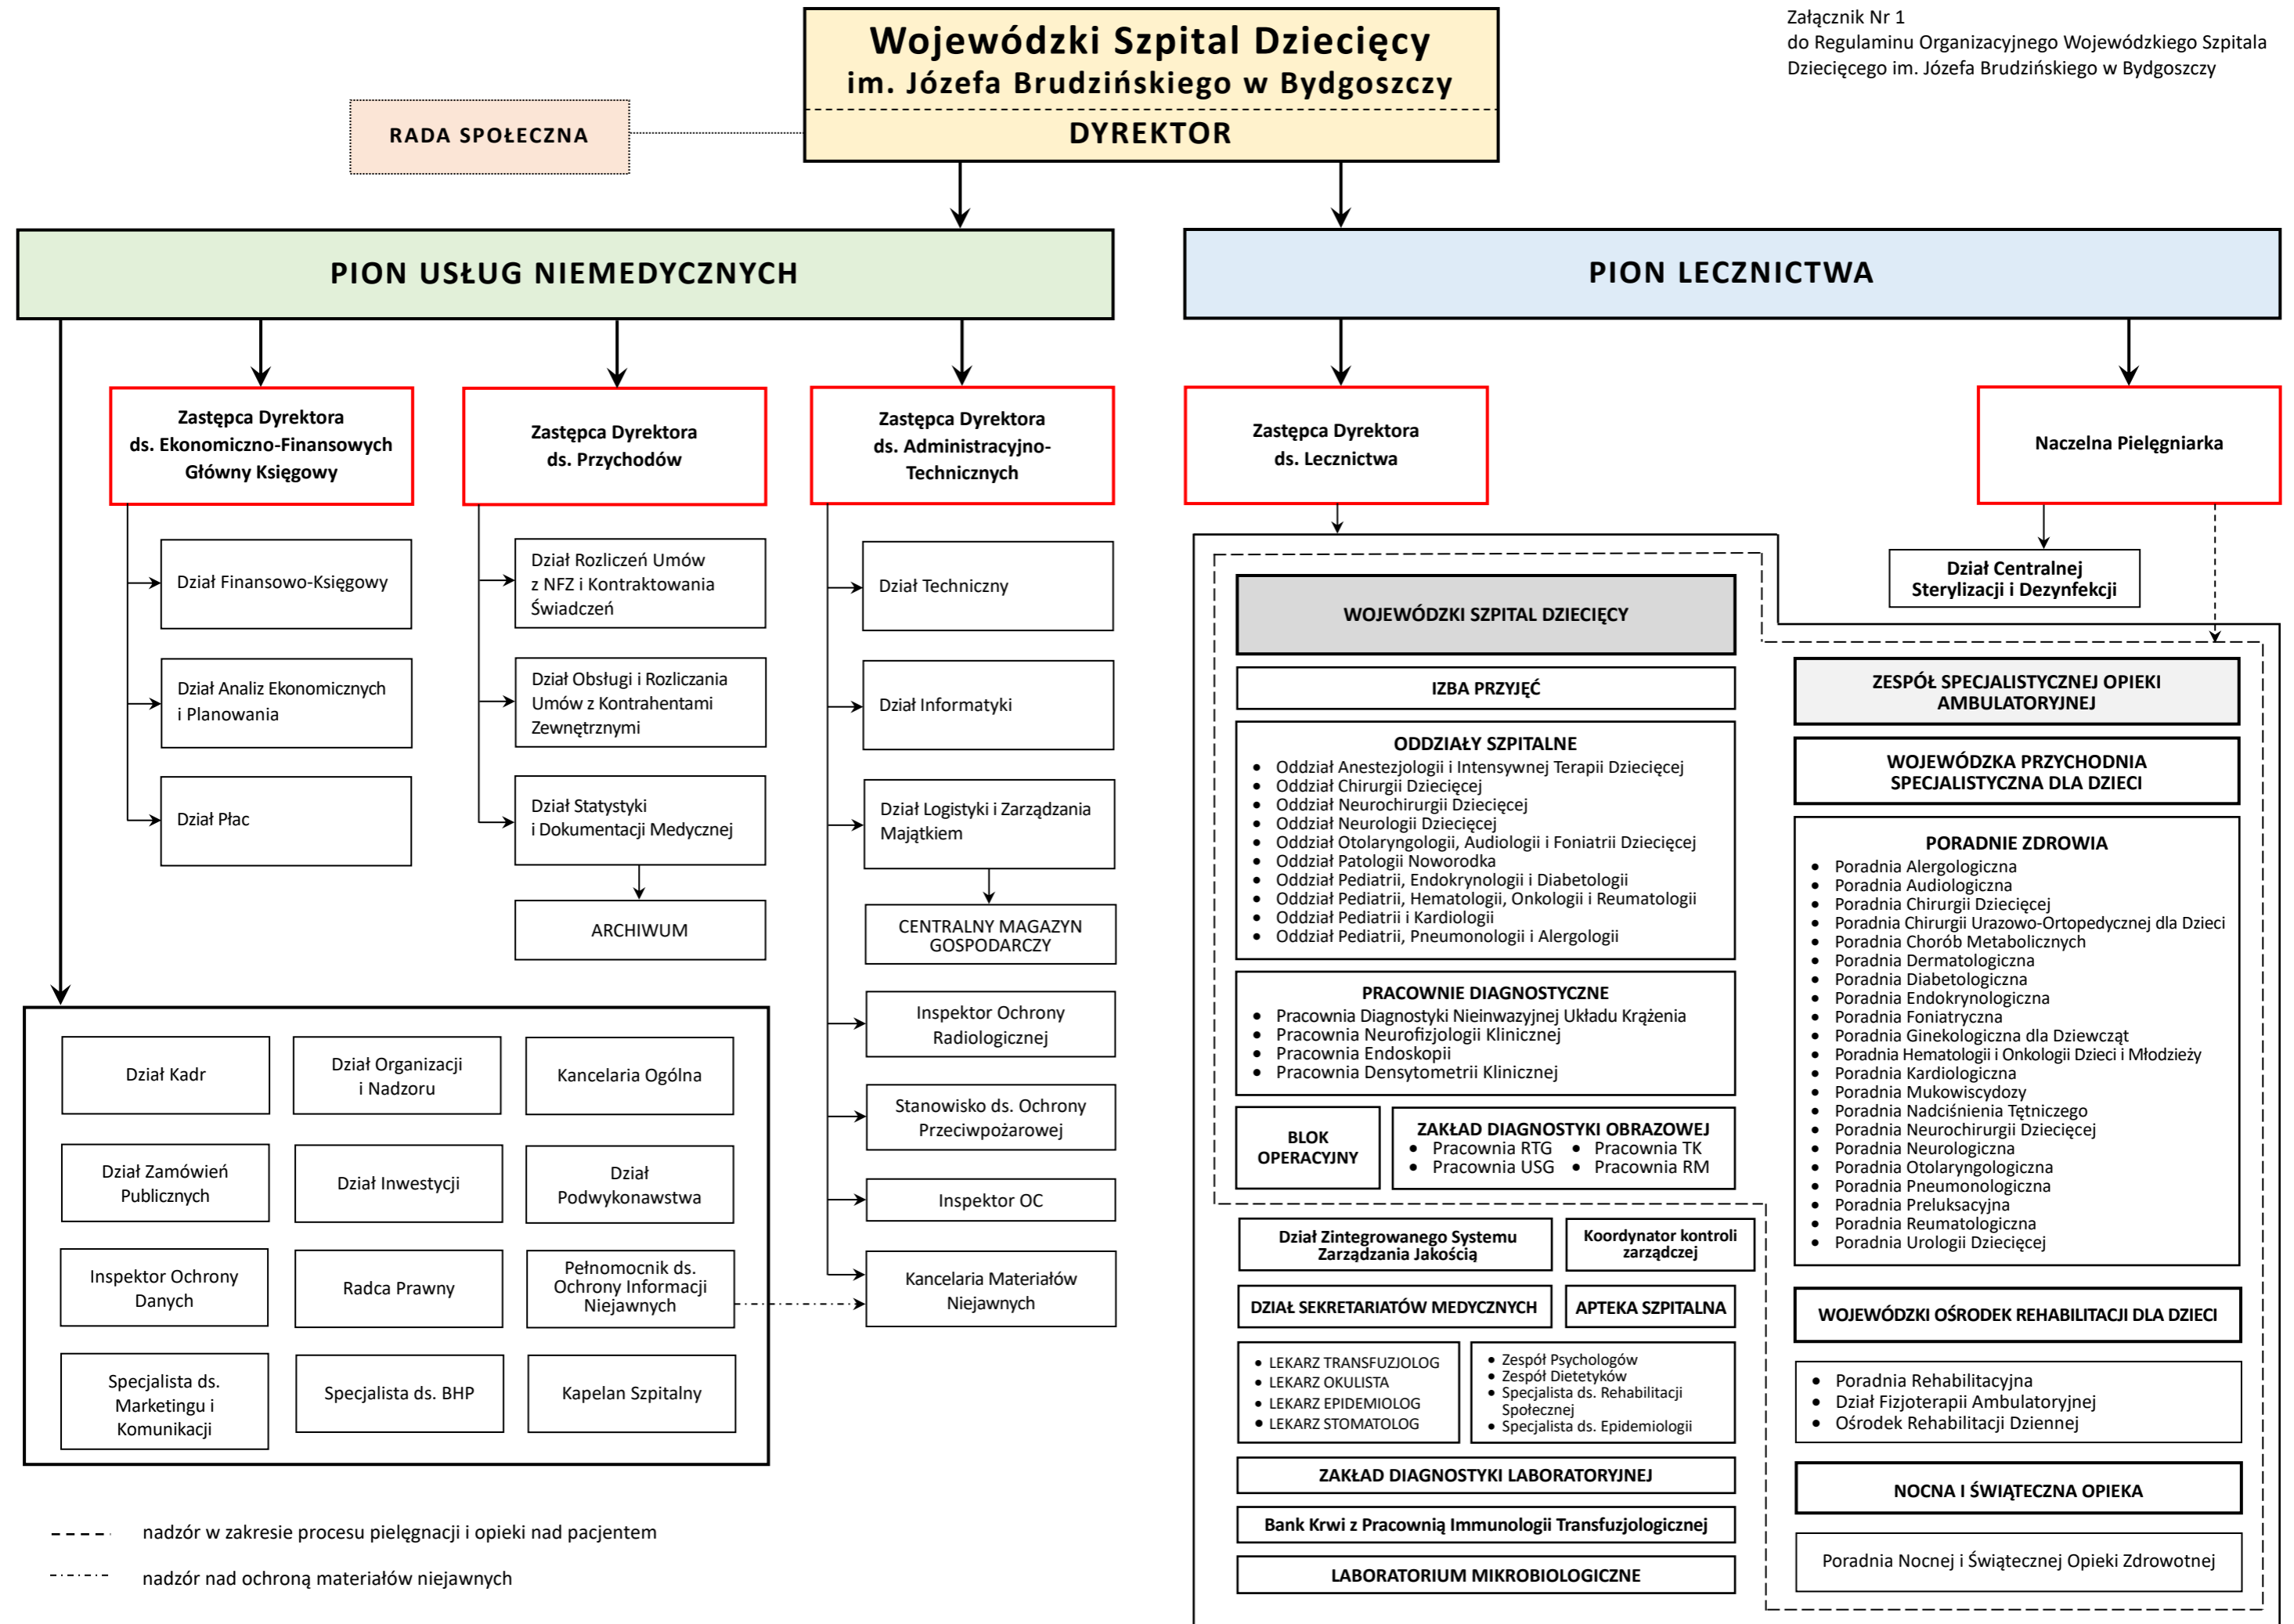 Załącznik Nr 1
do Regulaminu Organizacyjnego Wojewódzkiego Szpitala
Dziecięcego im. Józefa Brudzińskiego w Bydgoszczy
Wojewódzki Szpital Dziecięcy
im. Józefa Brudzińskiego w Bydgoszczy
DYREKTOR
RADA SPOŁECZNA
PION USŁUG NIEMEDYCZNYCH
PION LECZNICTWA
Zastępca Dyrektora
ds. Ekonomiczno-Finansowych
Główny Księgowy
Zastępca Dyrektora
ds. Przychodów
Zastępca Dyrektora
ds. Administracyjno-
Technicznych
Zastępca Dyrektora
ds. Lecznictwa
Naczelna Pielęgniarka
Dział Finansowo-Księgowy
Dział Analiz Ekonomicznych
i Planowania
Dział Płac
Dział Rozliczeń Umów
z NFZ i Kontraktowania
Świadczeń
Dział Obsługi i Rozliczania
Umów z Kontrahentami
Zewnętrznymi
Dział Statystyki
i Dokumentacji Medycznej
ARCHIWUM
Dział Techniczny
Dział Informatyki
Dział Logistyki i Zarządzania
Majątkiem
CENTRALNY MAGAZYN
GOSPODARCZY
Inspektor Ochrony
Radiologicznej
Stanowisko ds. Ochrony
Przeciwpożarowej
Inspektor OC
Kancelaria Materiałów
Niejawnych
Dział Kadr
Dział Organizacji
i Nadzoru
Kancelaria Ogólna
Dział Zamówień
Publicznych
Dział Inwestycji
Dział
Podwykonawstwa
Inspektor Ochrony
Danych
Radca Prawny
Pełnomocnik ds.
Ochrony Informacji
Niejawnych
Specjalista ds.
Marketingu i
Komunikacji
Specjalista ds. BHP
Kapelan Szpitalny
nadzór w zakresie procesu pielęgnacji i opieki nad pacjentem
nadzór nad ochroną materiałów niejawnych
Dział Centralnej
Sterylizacji i Dezynfekcji
WOJEWÓDZKI SZPITAL DZIECIĘCY
IZBA PRZYJĘĆ
ODDZIAŁY SZPITALNE
• Oddział Anestezjologii i Intensywnej Terapii Dziecięcej
• Oddział Chirurgii Dziecięcej
• Oddział Neurochirurgii Dziecięcej
• Oddział Neurologii Dziecięcej
• Oddział Otolaryngologii, Audiologii i Foniatrii Dziecięcej
• Oddział Patologii Noworodka
• Oddział Pediatrii, Endokrynologii i Diabetologii
• Oddział Pediatrii, Hematologii, Onkologii i Reumatologii
• Oddział Pediatrii i Kardiologii
• Oddział Pediatrii, Pneumonologii i Alergologii
PRACOWNIE DIAGNOSTYCZNE
• Pracownia Diagnostyki Nieinwazyjnej Układu Krążenia
• Pracownia Neurofizjologii Klinicznej
• Pracownia Endoskopii
• Pracownia Densytometrii Klinicznej
BLOK
OPERACYJNY
ZAKŁAD DIAGNOSTYKI OBRAZOWEJ
• Pracownia RTG • Pracownia TK
• Pracownia USG • Pracownia RM
Dział Zintegrowanego Systemu
Zarządzania Jakością
Koordynator kontroli
zarządczej
DZIAŁ SEKRETARIATÓW MEDYCZNYCH
APTEKA SZPITALNA
• LEKARZ TRANSFUZJOLOG
• LEKARZ OKULISTA
• LEKARZ EPIDEMIOLOG
• LEKARZ STOMATOLOG
• Zespół Psychologów
• Zespół Dietetyków
• Specjalista ds. Rehabilitacji
Społecznej
• Specjalista ds. Epidemiologii
ZAKŁAD DIAGNOSTYKI LABORATORYJNEJ
Bank Krwi z Pracownią Immunologii Transfuzjologicznej
LABORATORIUM MIKROBIOLOGICZNE
ZESPÓŁ SPECJALISTYCZNEJ OPIEKI
AMBULATORYJNEJ
WOJEWÓDZKA PRZYCHODNIA
SPECJALISTYCZNA DLA DZIECI
PORADNIE ZDROWIA
• Poradnia Alergologiczna
• Poradnia Audiologiczna
• Poradnia Chirurgii Dziecięcej
• Poradnia Chirurgii Urazowo-Ortopedycznej dla Dzieci
• Poradnia Chorób Metabolicznych
• Poradnia Dermatologiczna
• Poradnia Diabetologiczna
• Poradnia Endokrynologiczna
• Poradnia Foniatryczna
• Poradnia Ginekologiczna dla Dziewcząt
• Poradnia Hematologii i Onkologii Dzieci i Młodzieży
• Poradnia Kardiologiczna
• Poradnia Mukowiscydozy
• Poradnia Nadciśnienia Tętniczego
• Poradnia Neurochirurgii Dziecięcej
• Poradnia Neurologiczna
• Poradnia Otolaryngologiczna
• Poradnia Pneumonologiczna
• Poradnia Preluksacyjna
• Poradnia Reumatologiczna
• Poradnia Urologii Dziecięcej
WOJEWÓDZKI OŚRODEK REHABILITACJI DLA DZIECI
• Poradnia Rehabilitacyjna
• Dział Fizjoterapii Ambulatoryjnej
• Ośrodek Rehabilitacji Dziennej
NOCNA I ŚWIĄTECZNA OPIEKA
Poradnia Nocnej i Świątecznej Opieki Zdrowotnej